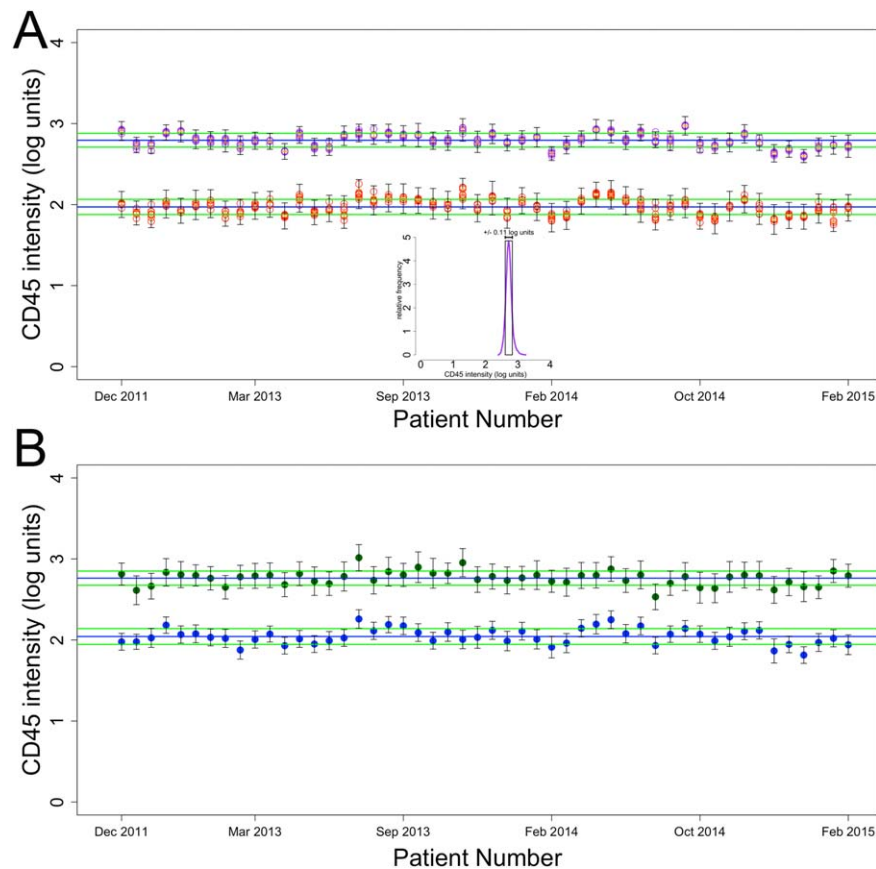 A
CD45 intensity (log units)
4
3
2
1
0
+/- 0.11 log units
relative frequency
5
4
3
2
1
0
0 1 2 3 4
CD45 intensity (log units)
Dec 2011 Mar 2013 Sep 2013 Feb 2014 Oct 2014 Feb 2015
Patient Number
B
CD45 intensity (log units)
4
3
2
1
0
Dec 2011 Mar 2013 Sep 2013 Feb 2014 Oct 2014 Feb 2015
Patient Number